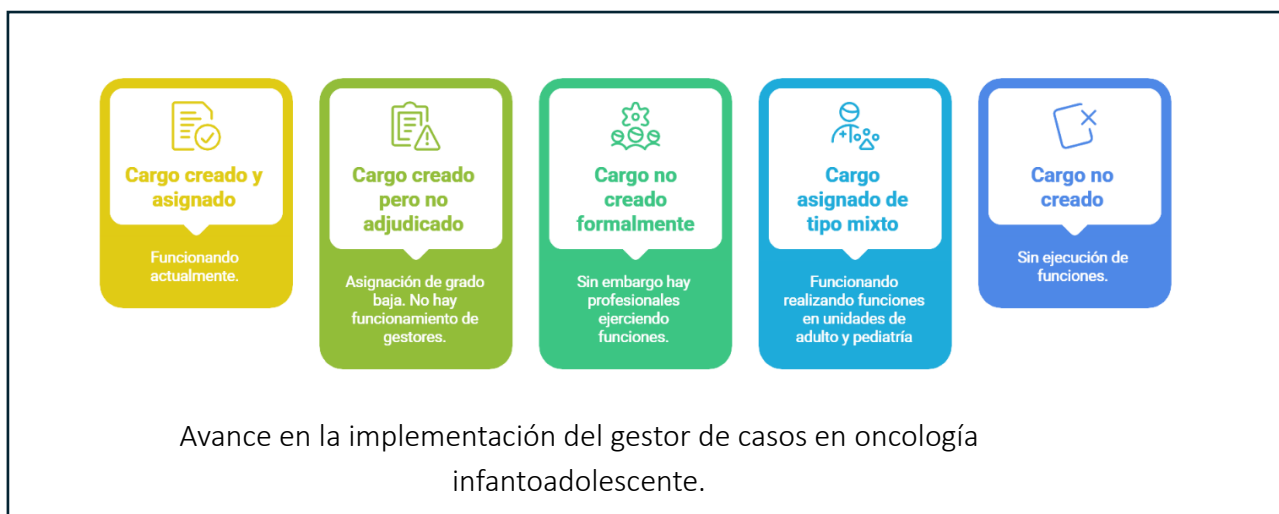 Cargo creado y
asignado
Funcionando
actualmente.
Cargo creado
pero no
adjudicado
Asignación de grado
baja. No hay
funcionamiento de
gestores.
Cargo no
creado
formalmente
Sin embargo hay
profesionales
ejerciendo
funciones.
Cargo
asignado de
tipo mixto
Funcionando
realizando funciones
en unidades de
adulto y pediatría
Cargo no
creado
Sin ejecución de
funciones.
Avance en la implementación del gestor de casos en oncología
infantoadolescente.